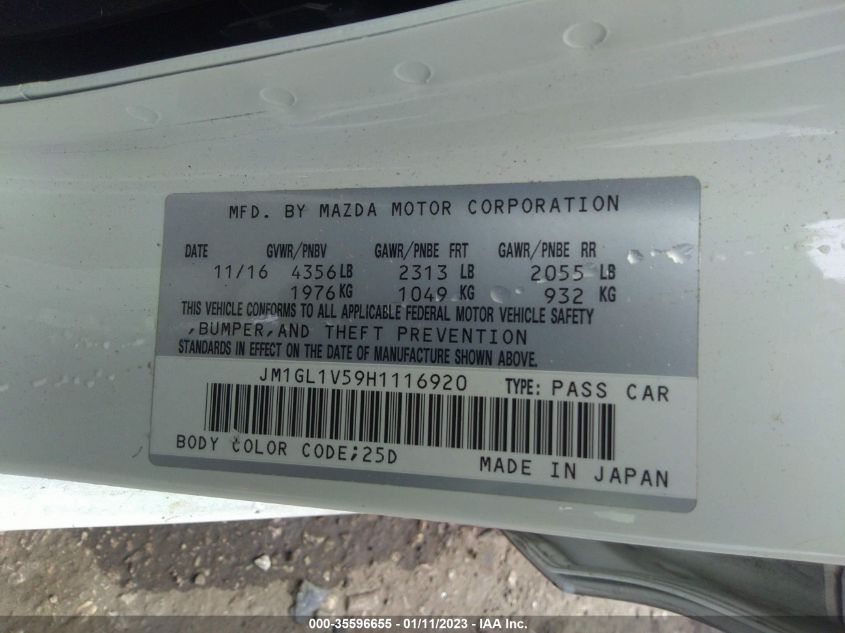 MFD. BY MAZDA MOTOR CORPORATION
DATE GVWR/PNBV GAWR/PNBE FRT GAWR/PNBE RR
11/16 4356 LB 2313 LB 2055 LB
1976 KG 1049 KG 932 KG
THIS VEHICLE CONFORMS TO ALL APPLICABLE FEDERAL MOTOR VEHICLE SAFETY
,BUMPER,AND THEFT PREVENTION
STANDARDS IN EFFECT ON THE DATE OF MANUFACTURE SHOWN ABOVE.
JM1GL1V59H1116920 TYPE: PASS CAR
BODY COLOR CODE;25D MADE IN JAPAN
000-35596655 - 01/11/2023 - IAA Inc.